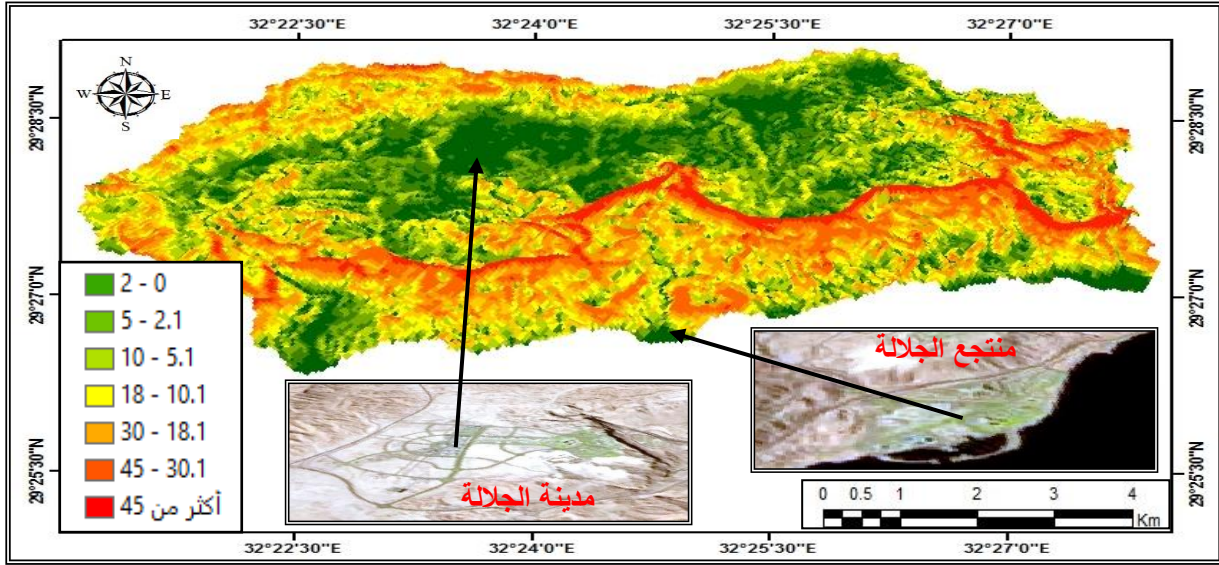 32°22'30"E 32°24'0"E 32°25'30"E 32°27'0"E
N
W E
S
29°28'30"N 29°28'30"N
29°27'0"N 29°27'0"N
29°25'30"N 29°25'30"N
2 - 0
5 - 2.1
10 - 5.1
18 - 10.1
30 - 18.1
45 - 30.1
أكثر من 45
منتجع الجلالة
مدينة الجلالة
0 0.5 1 2 3 4
Km
32°22'30"E 32°24'0"E 32°25'30"E 32°27'0"E